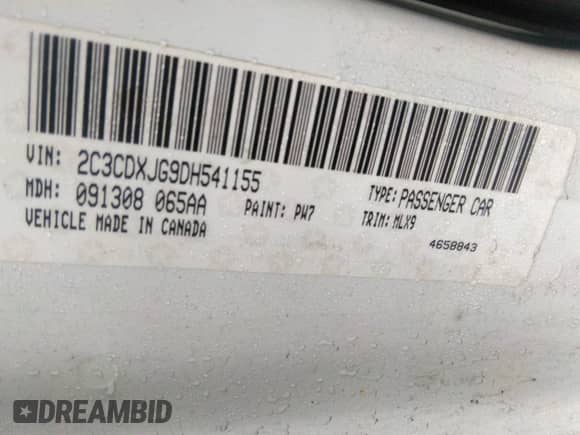 VIN: 2C3CDXJG9DH541155
TYPE: PASSENGER CAR
MDH: 091308 065AA
PAINT: PW7
TRIM: MLX9
VEHICLE MADE IN CANADA
4658843
DREAMBID